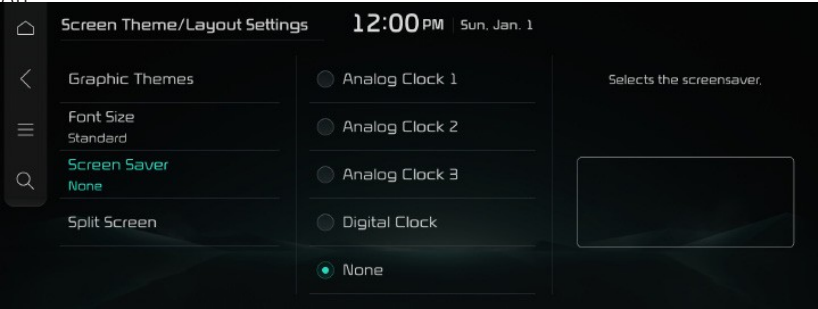 Screen Theme/Layout Settings
12:00 PM Sun, Jan. 1
Graphic Themes
Font Size
Standard
Screen Saver
None
Split Screen
Analog Clock 1
Analog Clock 2
Analog Clock 3
Digital Clock
None
Selects the screensaver.